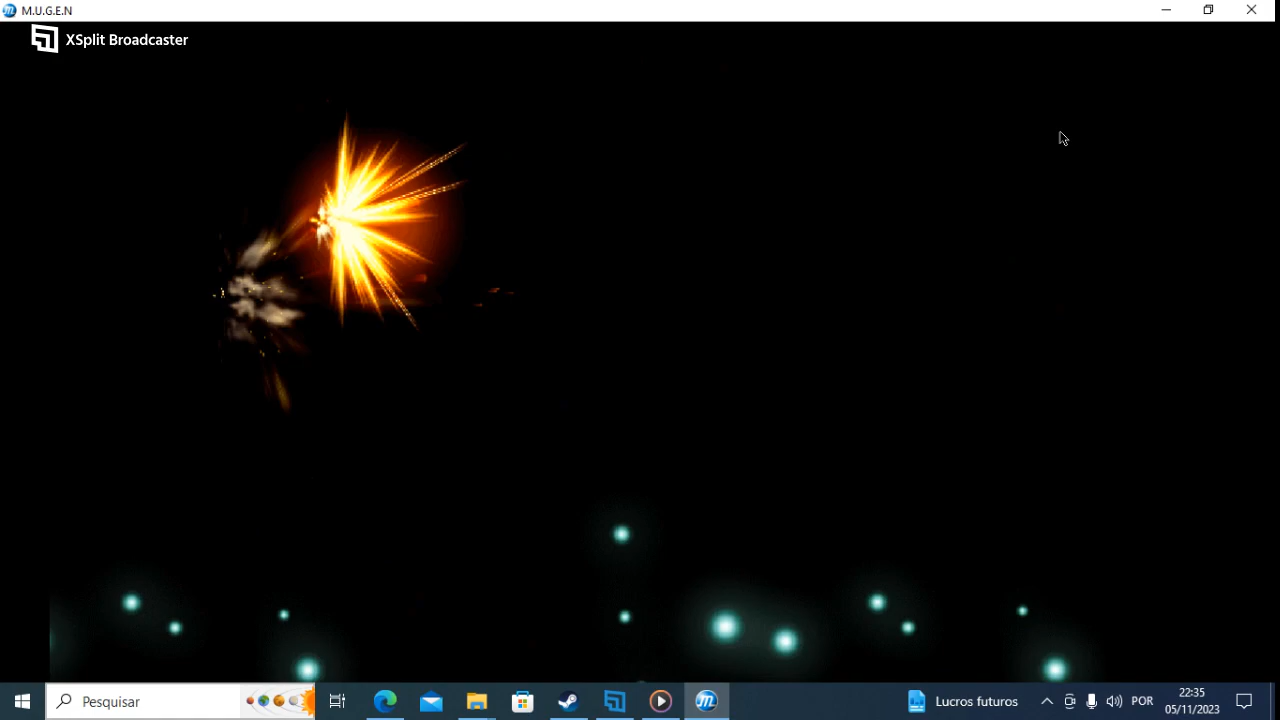 M.U.G.E.N
XSplit Broadcaster
Pesquisar
Lucros futuros
POR
22:35
05/11/2023